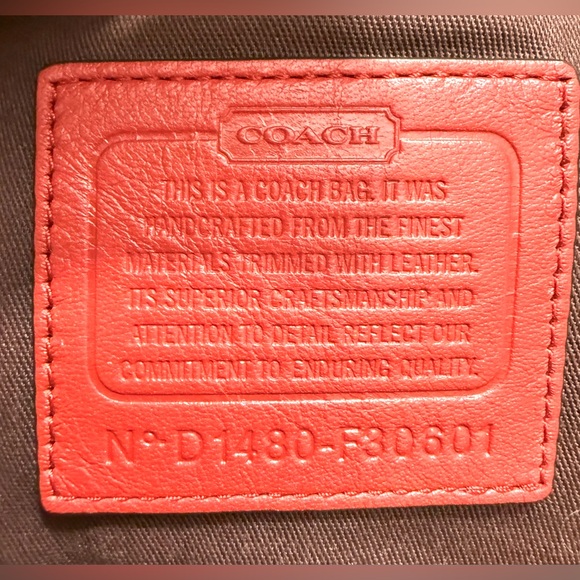 COACH
THIS IS A COACH BAG. IT WAS
HANDCRAFTED FROM THE FINEST
MATERIALS TRIMMED WITH LEATHER.
ITS SUPERIOR CRAFTSMANSHIP AND
ATTENTION TO DETAIL REFLECT OUR
COMMITMENT TO ENDURING QUALITY.
Nº D1480-F30601